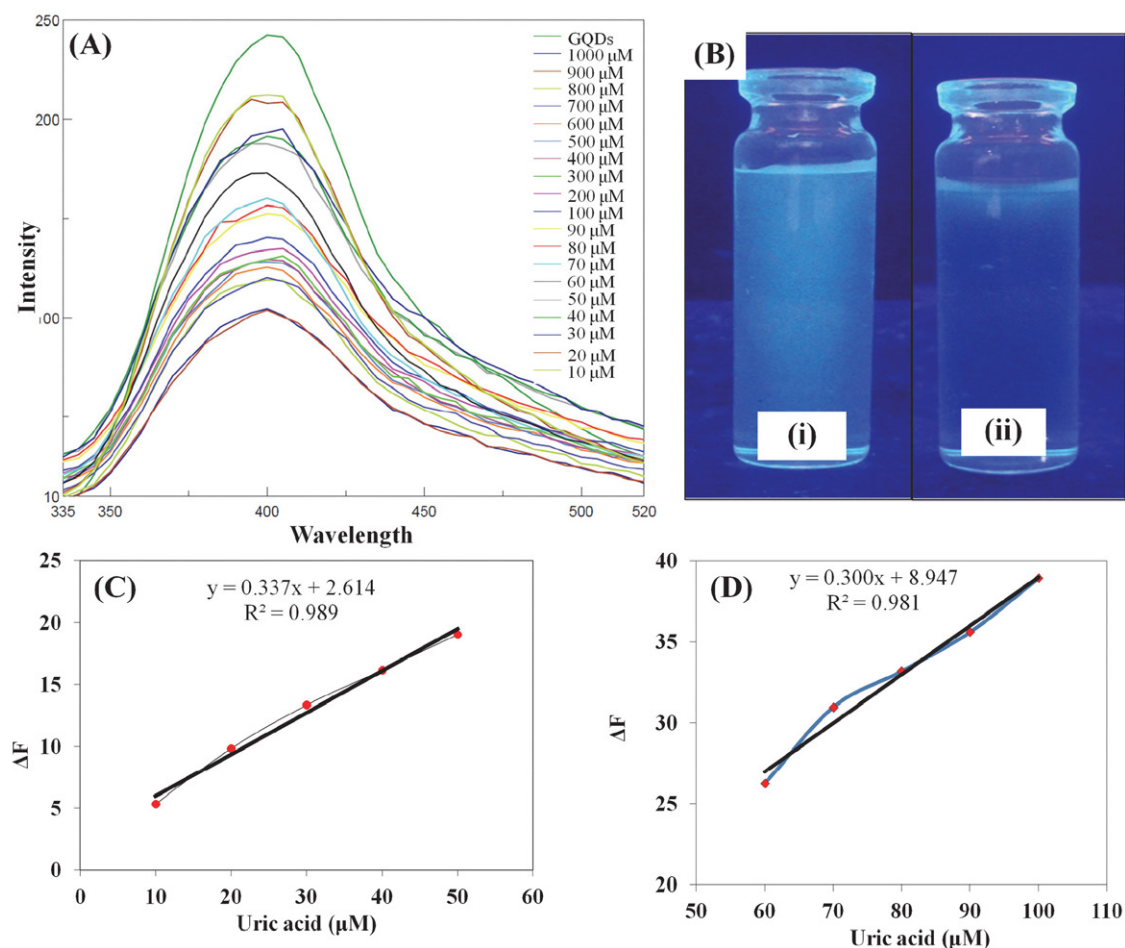 (A)
250
200
100
10
Intensity
335
350
400
450
500
520
Wavelength
GQDs
1000 μM
900 μM
800 μM
700 μM
600 μM
500 μM
400 μM
300 μM
200 μM
100 μM
90 μM
80 μM
70 μM
60 μM
50 μM
40 μM
30 μM
20 μM
10 μM
(B)
(i)
(ii)
(C)
y = 0.337x + 2.614
R² = 0.989
25
20
15
10
5
0
ΔF
0
10
20
30
40
50
60
Uric acid (μM)
(D)
y = 0.300x + 8.947
R² = 0.981
40
35
30
25
20
ΔF
50
60
70
80
90
100
110
Uric acid (μM)